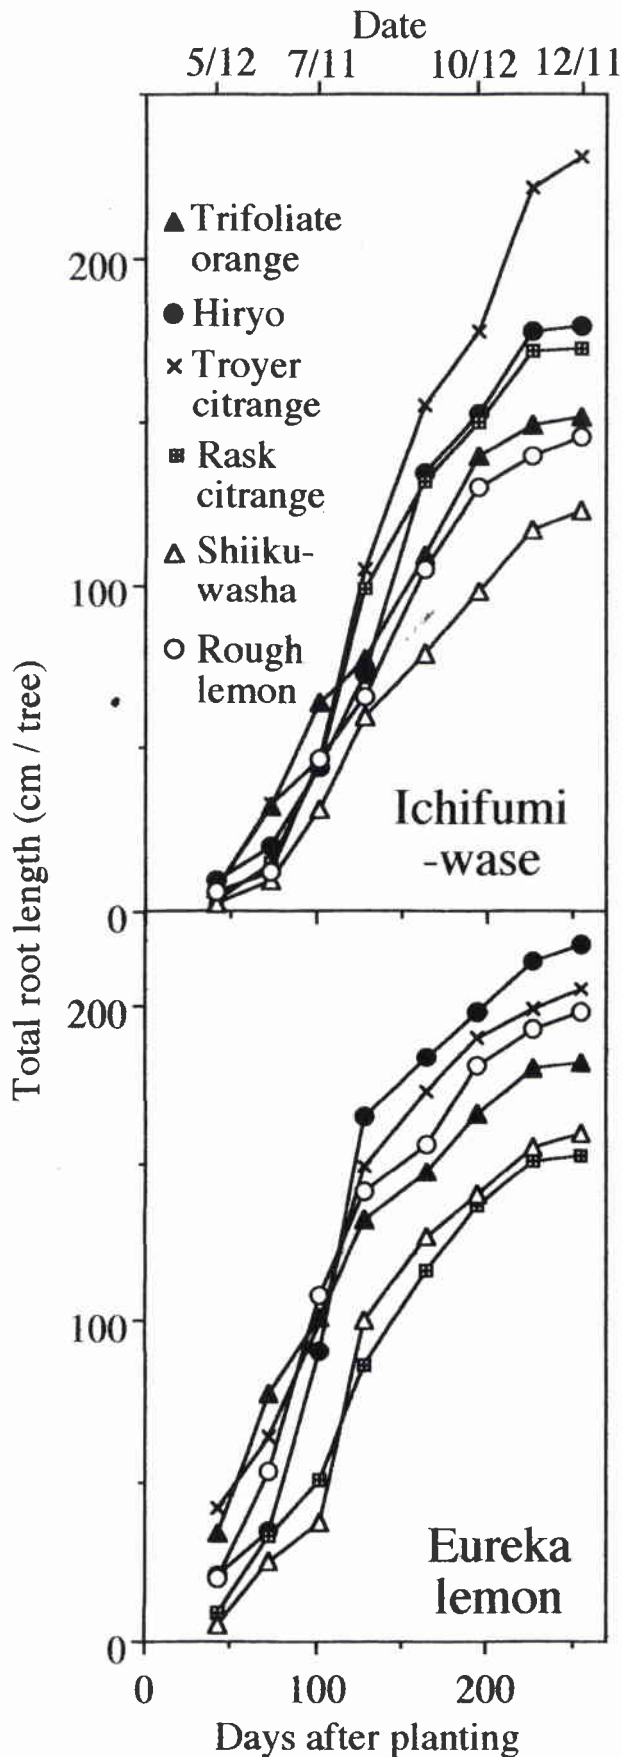 Date
5/12 7/11 10/12 12/11
200
100
0
Trifoliate
orange
Hiryo
Troyer
citrange
Rask
citrange
Shiiku-
washa
Rough
lemon
Ichifumi
-wase
Total root length (cm / tree)
200
100
0
Eureka
lemon
0 100 200
Days after planting